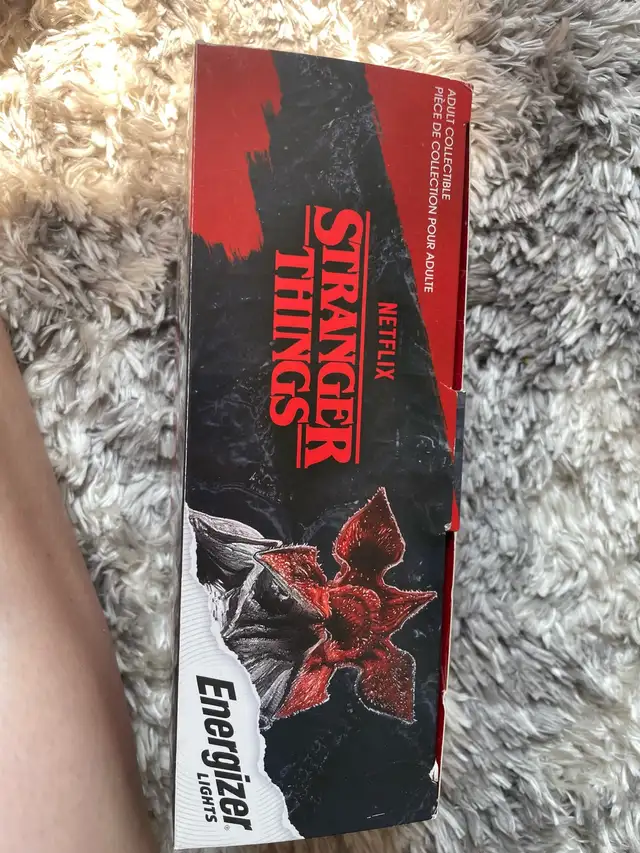 ADULT COLLECTIBLE
PIÈCE DE COLLECTION POUR ADULTE
NETFLIX
STRANGER
THINGS
Energizer®
LIGHTS